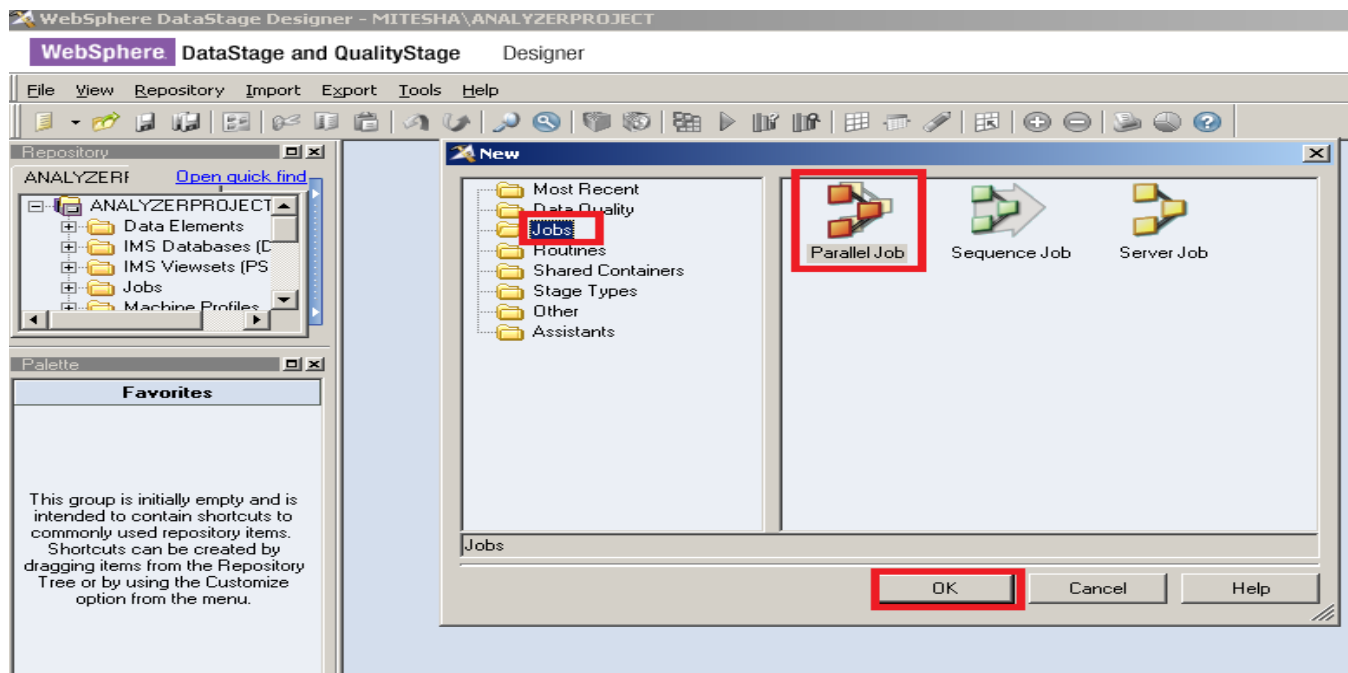 WebSphere DataStage Designer - MITESHA\ANALYZERPROJECT
WebSphere. DataStage and QualityStage Designer
File View Repository Import Export Tools Help
Repository
ANALYZERF Open quick find
ANALYZERPROJECT
Data Elements
IMS Databases (D
IMS Viewsets (PS
Jobs
Machine Profiles
Palette
Favorites
This group is initially empty and is
intended to contain shortcuts to
commonly used repository items.
Shortcuts can be created by
dragging items from the Repository
Tree or by using the Customize
option from the menu.
New
Most Recent
Data Quality
Jobs
Routines
Shared Containers
Stage Types
Other
Assistants
Parallel Job Sequence Job Server Job
Jobs
OK Cancel Help